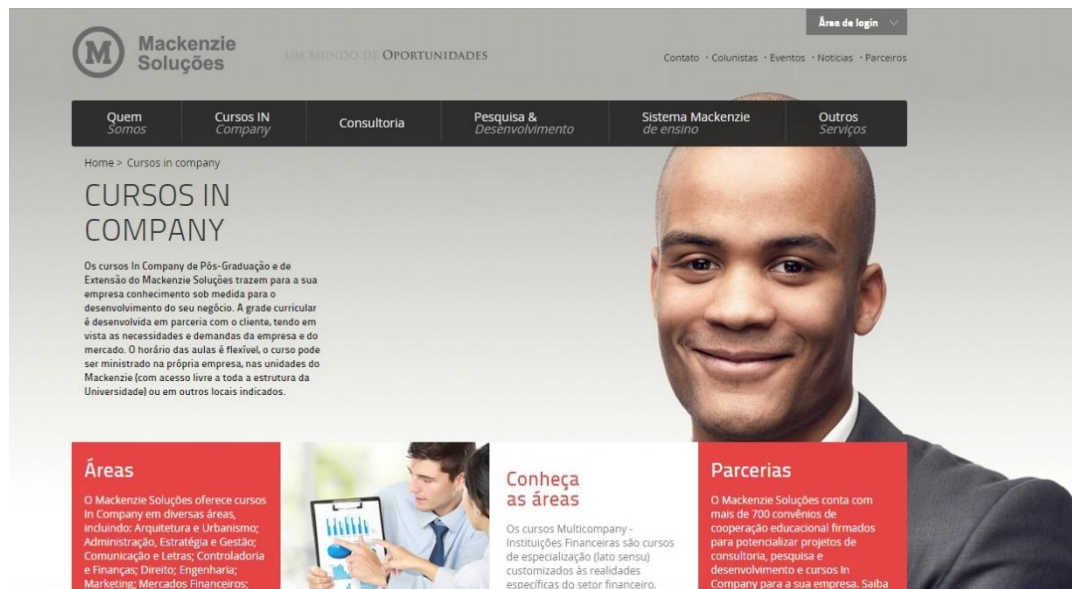 Área de login
M
Mackenzie
Soluções
UM MUNDO DE OPORTUNIDADES
Contato • Colunistas • Eventos • Noticias • Parceiros
Quem
Somos
Cursos IN
Company
Consultoria
Pesquisa &
Desenvolvimento
Sistema Mackenzie
de ensino
Outros
Serviços
Home > Cursos in company
CURSOS IN
COMPANY
Os cursos In Company de Pós-Graduação e de
Extensão do Mackenzie Soluções trazem para a sua
empresa conhecimento sob medida para o
desenvolvimento do seu negócio. A grade curricular
é desenvolvida em parceria com o cliente, tendo em
vista as necessidades e demandas da empresa e do
mercado. O horário das aulas é flexível, o curso pode
ser ministrado na própria empresa, nas unidades do
Mackenzie (com acesso livre a toda a estrutura da
Universidade) ou em outros locais indicados.
Áreas
O Mackenzie Soluções oferece cursos
In Company em diversas áreas,
incluindo: Arquitetura e Urbanismo;
Administração, Estratégia e Gestão;
Comunicação e Letras; Controladoria
e Finanças; Direito; Engenharia;
Marketing; Mercados Financeiros;
Conheça
as áreas
Os cursos Multicompany -
Instituições Financeiras são cursos
de especialização (lato sensu)
customizados às realidades
específicas do setor financeiro.
Parcerias
O Mackenzie Soluções conta com
mais de 700 convênios de
cooperação educacional firmados
para potencializar projetos de
consultoria, pesquisa e
desenvolvimento e cursos In
Company para a sua empresa. Saiba